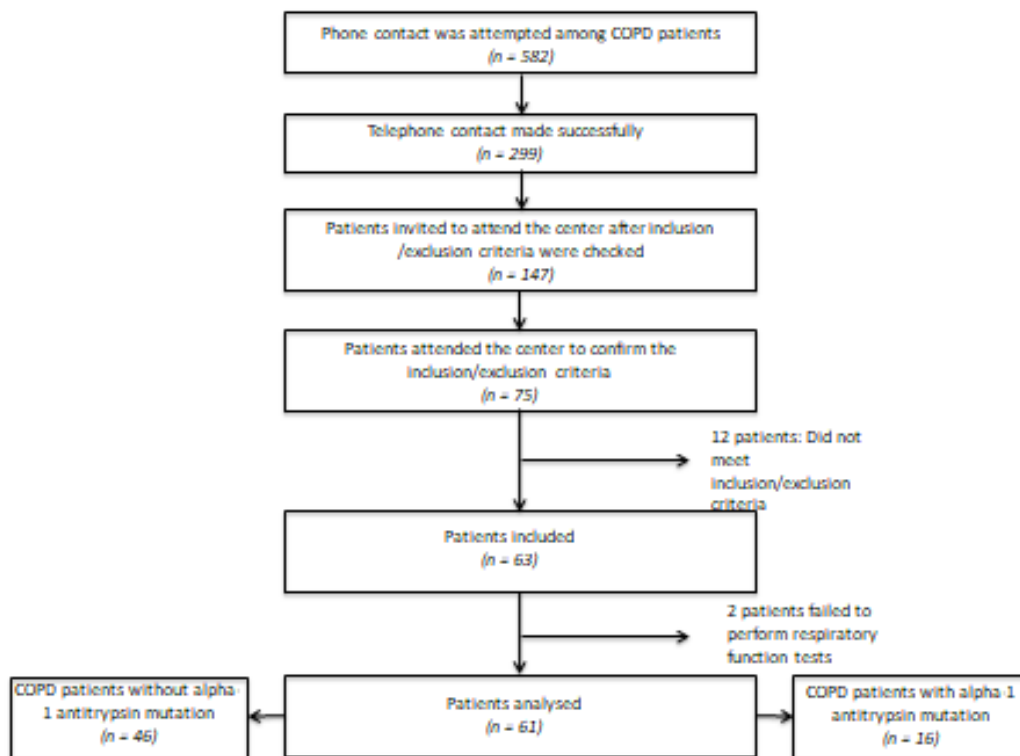 Phone contact was attempted among COPD patients
(n = 582)
Telephone contact made successfully
(n = 299)
Patients invited to attend the center after inclusion
/exclusion criteria were checked
(n = 147)
Patients attended the center to confirm the
inclusion/exclusion criteria
(n = 75)
12 patients: Did not
meet
inclusion/exclusion
criteria
Patients included
(n = 63)
2 patients failed to
perform respiratory
function tests
COPD patients without alpha-
1 antitrypsin mutation
(n = 46)
Patients analysed
(n = 61)
COPD patients with alpha-1
antitrypsin mutation
(n = 16)